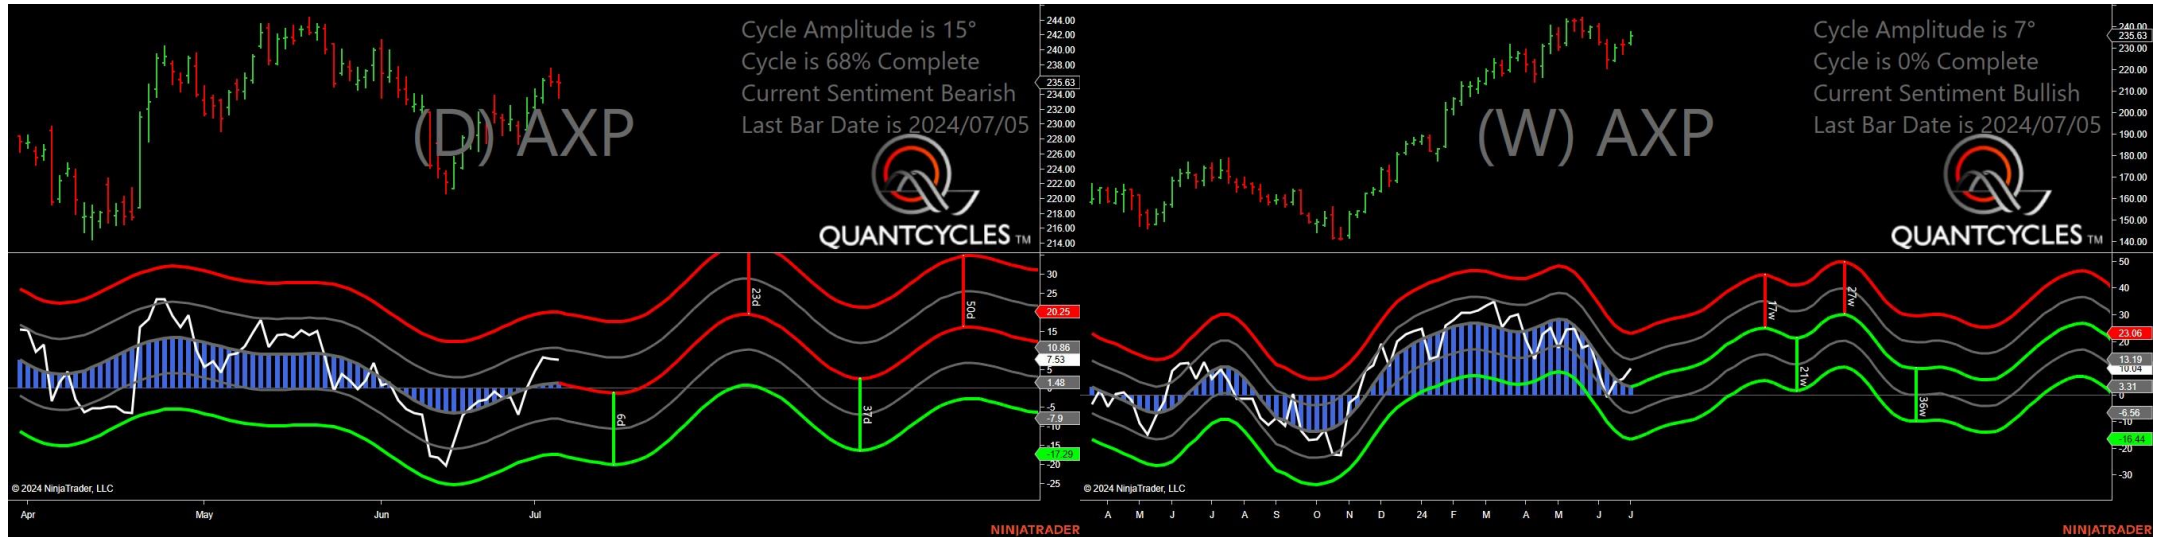 Cycle Amplitude is 15°
Cycle is 68% Complete
Current Sentiment Bearish
Last Bar Date is 2024/07/05
(D) AXP
QUANTCYCLES TM
244.00
242.00
240.00
238.00
235.63
234.00
232.00
230.00
228.00
226.00
224.00
222.00
220.00
218.00
216.00
214.00
23d
50d
6d
37d
30
25
20.25
15
10.86
7.53
5
1.48
0
-5
-7.9
-10
-15
-17.29
-20
-25
© 2024 NinjaTrader, LLC
Apr May Jun Jul
NINJATRADER
Cycle Amplitude is 7°
Cycle is 0% Complete
Current Sentiment Bullish
Last Bar Date is 2024/07/05
(W) AXP
QUANTCYCLES TM
240.00
235.63
230.00
220.00
210.00
200.00
190.00
180.00
170.00
160.00
150.00
140.00
17w
27w
21w
36w
50
40
30
23.06
20
13.19
10.04
3.31
0
-6.56
-10
-16.44
-20
-30
© 2024 NinjaTrader, LLC
A M J J A S O N D 24 F M A M J J
NINJATRADER